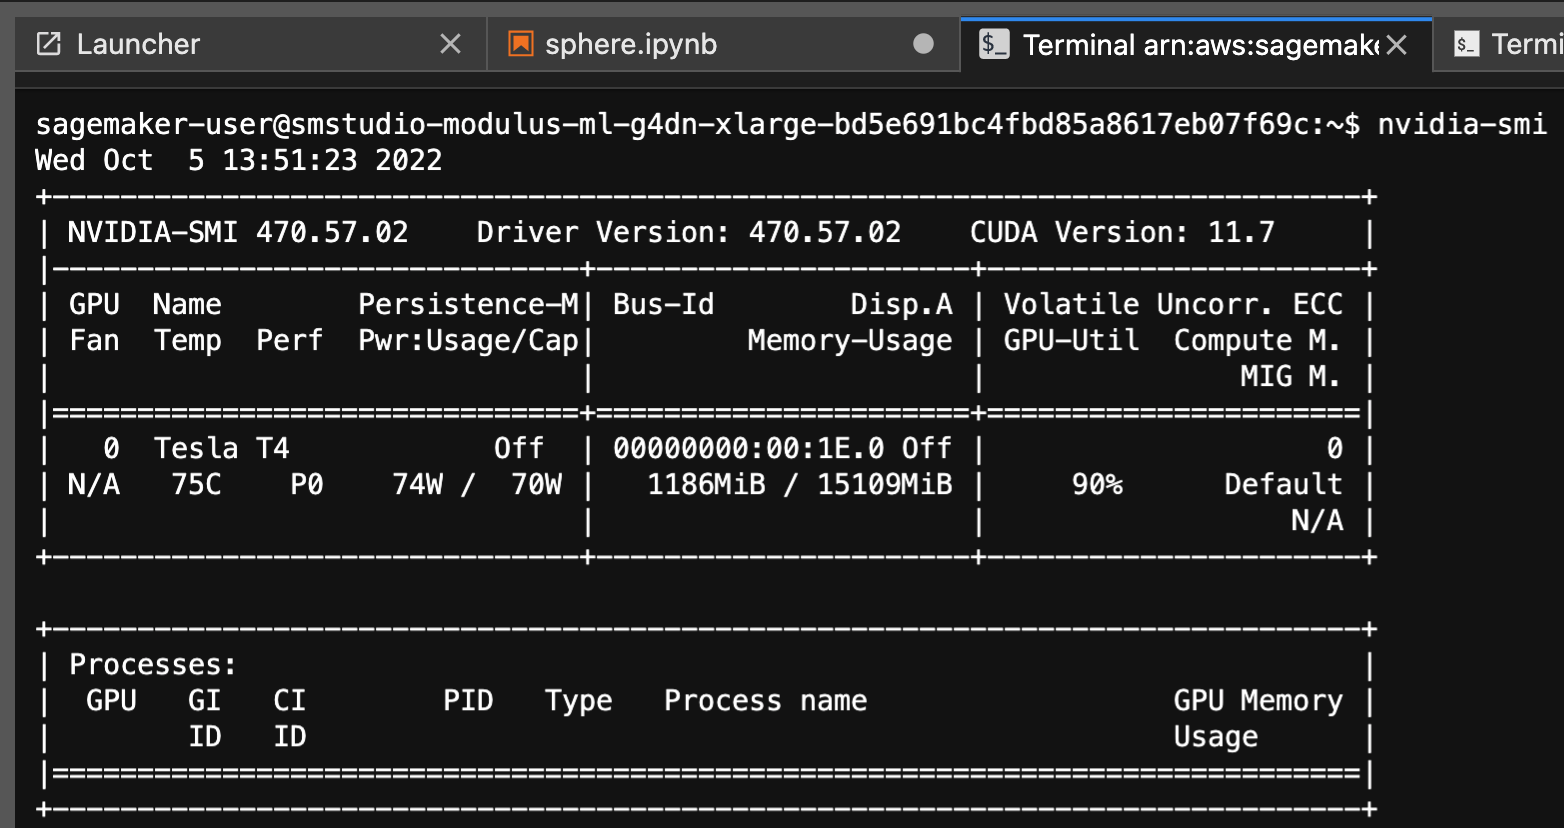 Launcher
sphere.ipynb
$_ Terminal arn:aws:sagemake
$_ Termi
sagemaker-user@smstudio-modulus-ml-g4dn-xlarge-bd5e691bc4fbd85a8617eb07f69c:~$ nvidia-smi
Wed Oct  5 13:51:23 2022
+-----------------------------------------------------------------------------+
| NVIDIA-SMI 470.57.02    Driver Version: 470.57.02    CUDA Version: 11.7     |
|-------------------------------+----------------------+----------------------+
| GPU  Name        Persistence-M| Bus-Id        Disp.A | Volatile Uncorr. ECC |
| Fan  Temp  Perf  Pwr:Usage/Cap|         Memory-Usage | GPU-Util  Compute M. |
|                               |                      |               MIG M. |
|===============================+======================+======================|
|   0  Tesla T4            Off  | 00000000:00:1E.0 Off |                    0 |
| N/A   75C    P0    74W /  70W |   1186MiB / 15109MiB |     90%      Default |
|                               |                      |                  N/A |
+-------------------------------+----------------------+----------------------+
+-----------------------------------------------------------------------------+
| Processes:                                                                  |
|  GPU   GI   CI        PID   Type   Process name                  GPU Memory |
|        ID   ID                                                   Usage      |
|=============================================================================|
+-----------------------------------------------------------------------------+